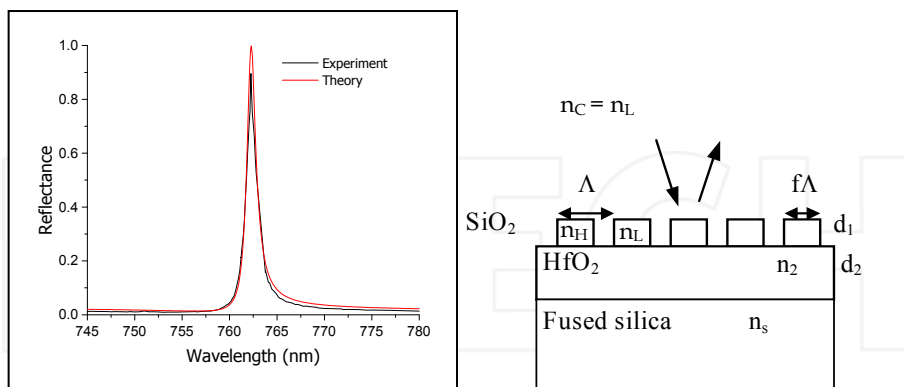 1.0
0.8
0.6
0.4
0.2
0.0
Reflectance
745 750 755 760 765 770 775 780
Wavelength (nm)
Experiment
Theory
n_C = n_L
Λ
fΛ
SiO₂
n_H
n_L
d₁
HfO₂
n₂
d₂
Fused silica
n_s